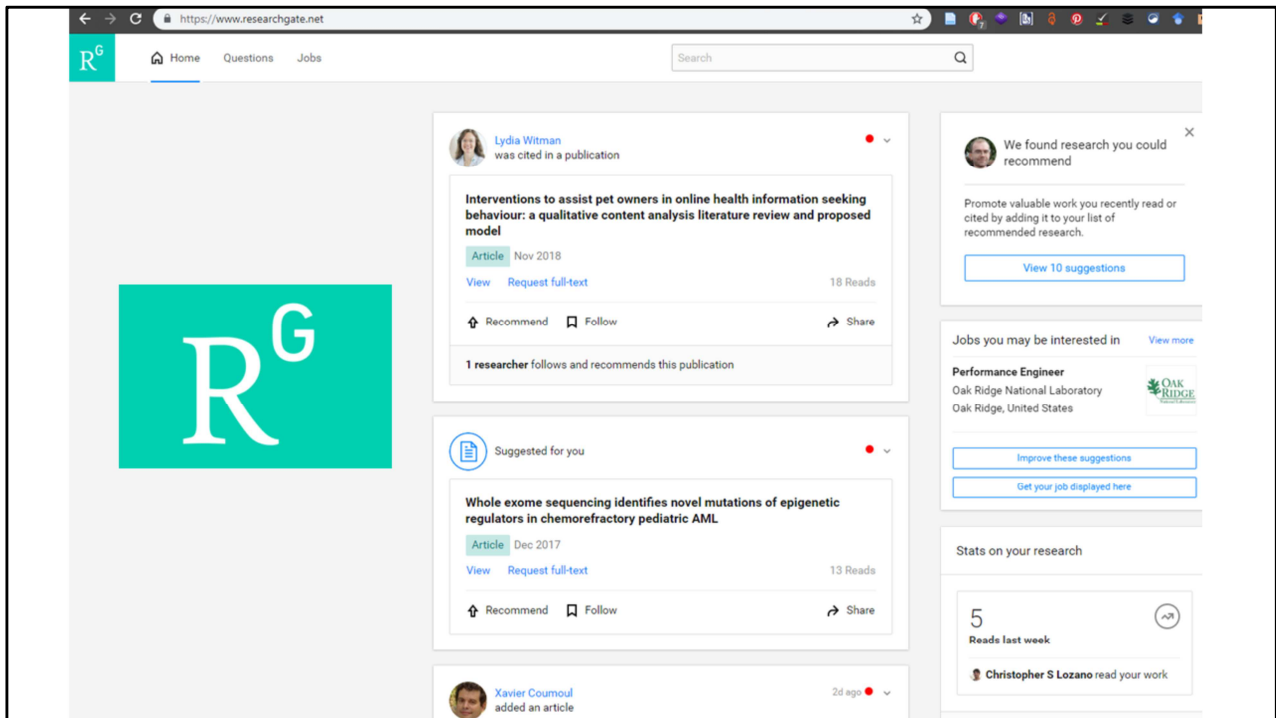 https://www.researchgate.net
7
RG
Home Questions Jobs
Search
Lydia Witman
was cited in a publication
Interventions to assist pet owners in online health information seeking
behaviour: a qualitative content analysis literature review and proposed
model
Article Nov 2018
View Request full-text 18 Reads
Recommend Follow Share
1 researcher follows and recommends this publication
Suggested for you
Whole exome sequencing identifies novel mutations of epigenetic
regulators in chemorefractory pediatric AML
Article Dec 2017
View Request full-text 13 Reads
Recommend Follow Share
Xavier Coumoul 2d ago
added an article
RG
We found research you could
recommend
Promote valuable work you recently read or
cited by adding it to your list of
recommended research.
View 10 suggestions
Jobs you may be interested in View more
Performance Engineer
Oak Ridge National Laboratory
Oak Ridge, United States
OAK
RIDGE
Improve these suggestions
Get your job displayed here
Stats on your research
5
Reads last week
Christopher S Lozano read your work